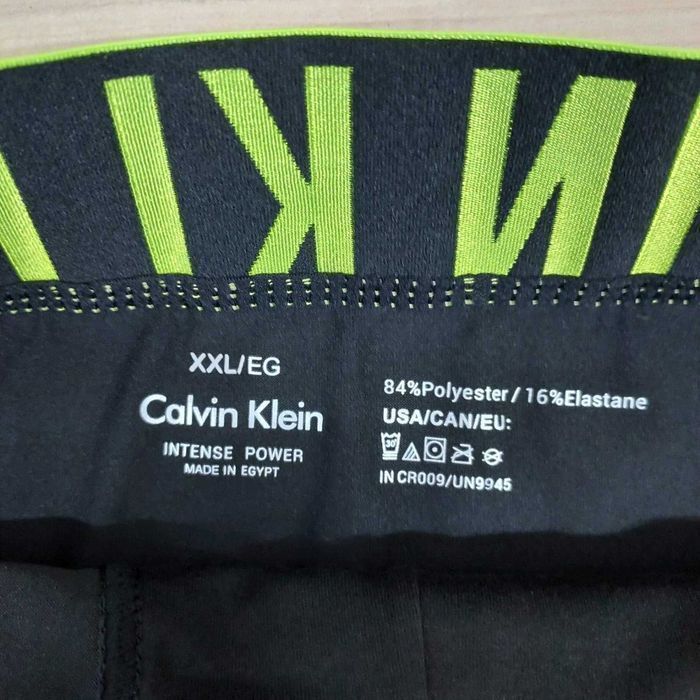 XXL/EG
Calvin Klein
INTENSE POWER
MADE IN EGYPT
84%Polyester/16%Elastane
USA/CAN/EU:
30°
IN CR009/UN9945